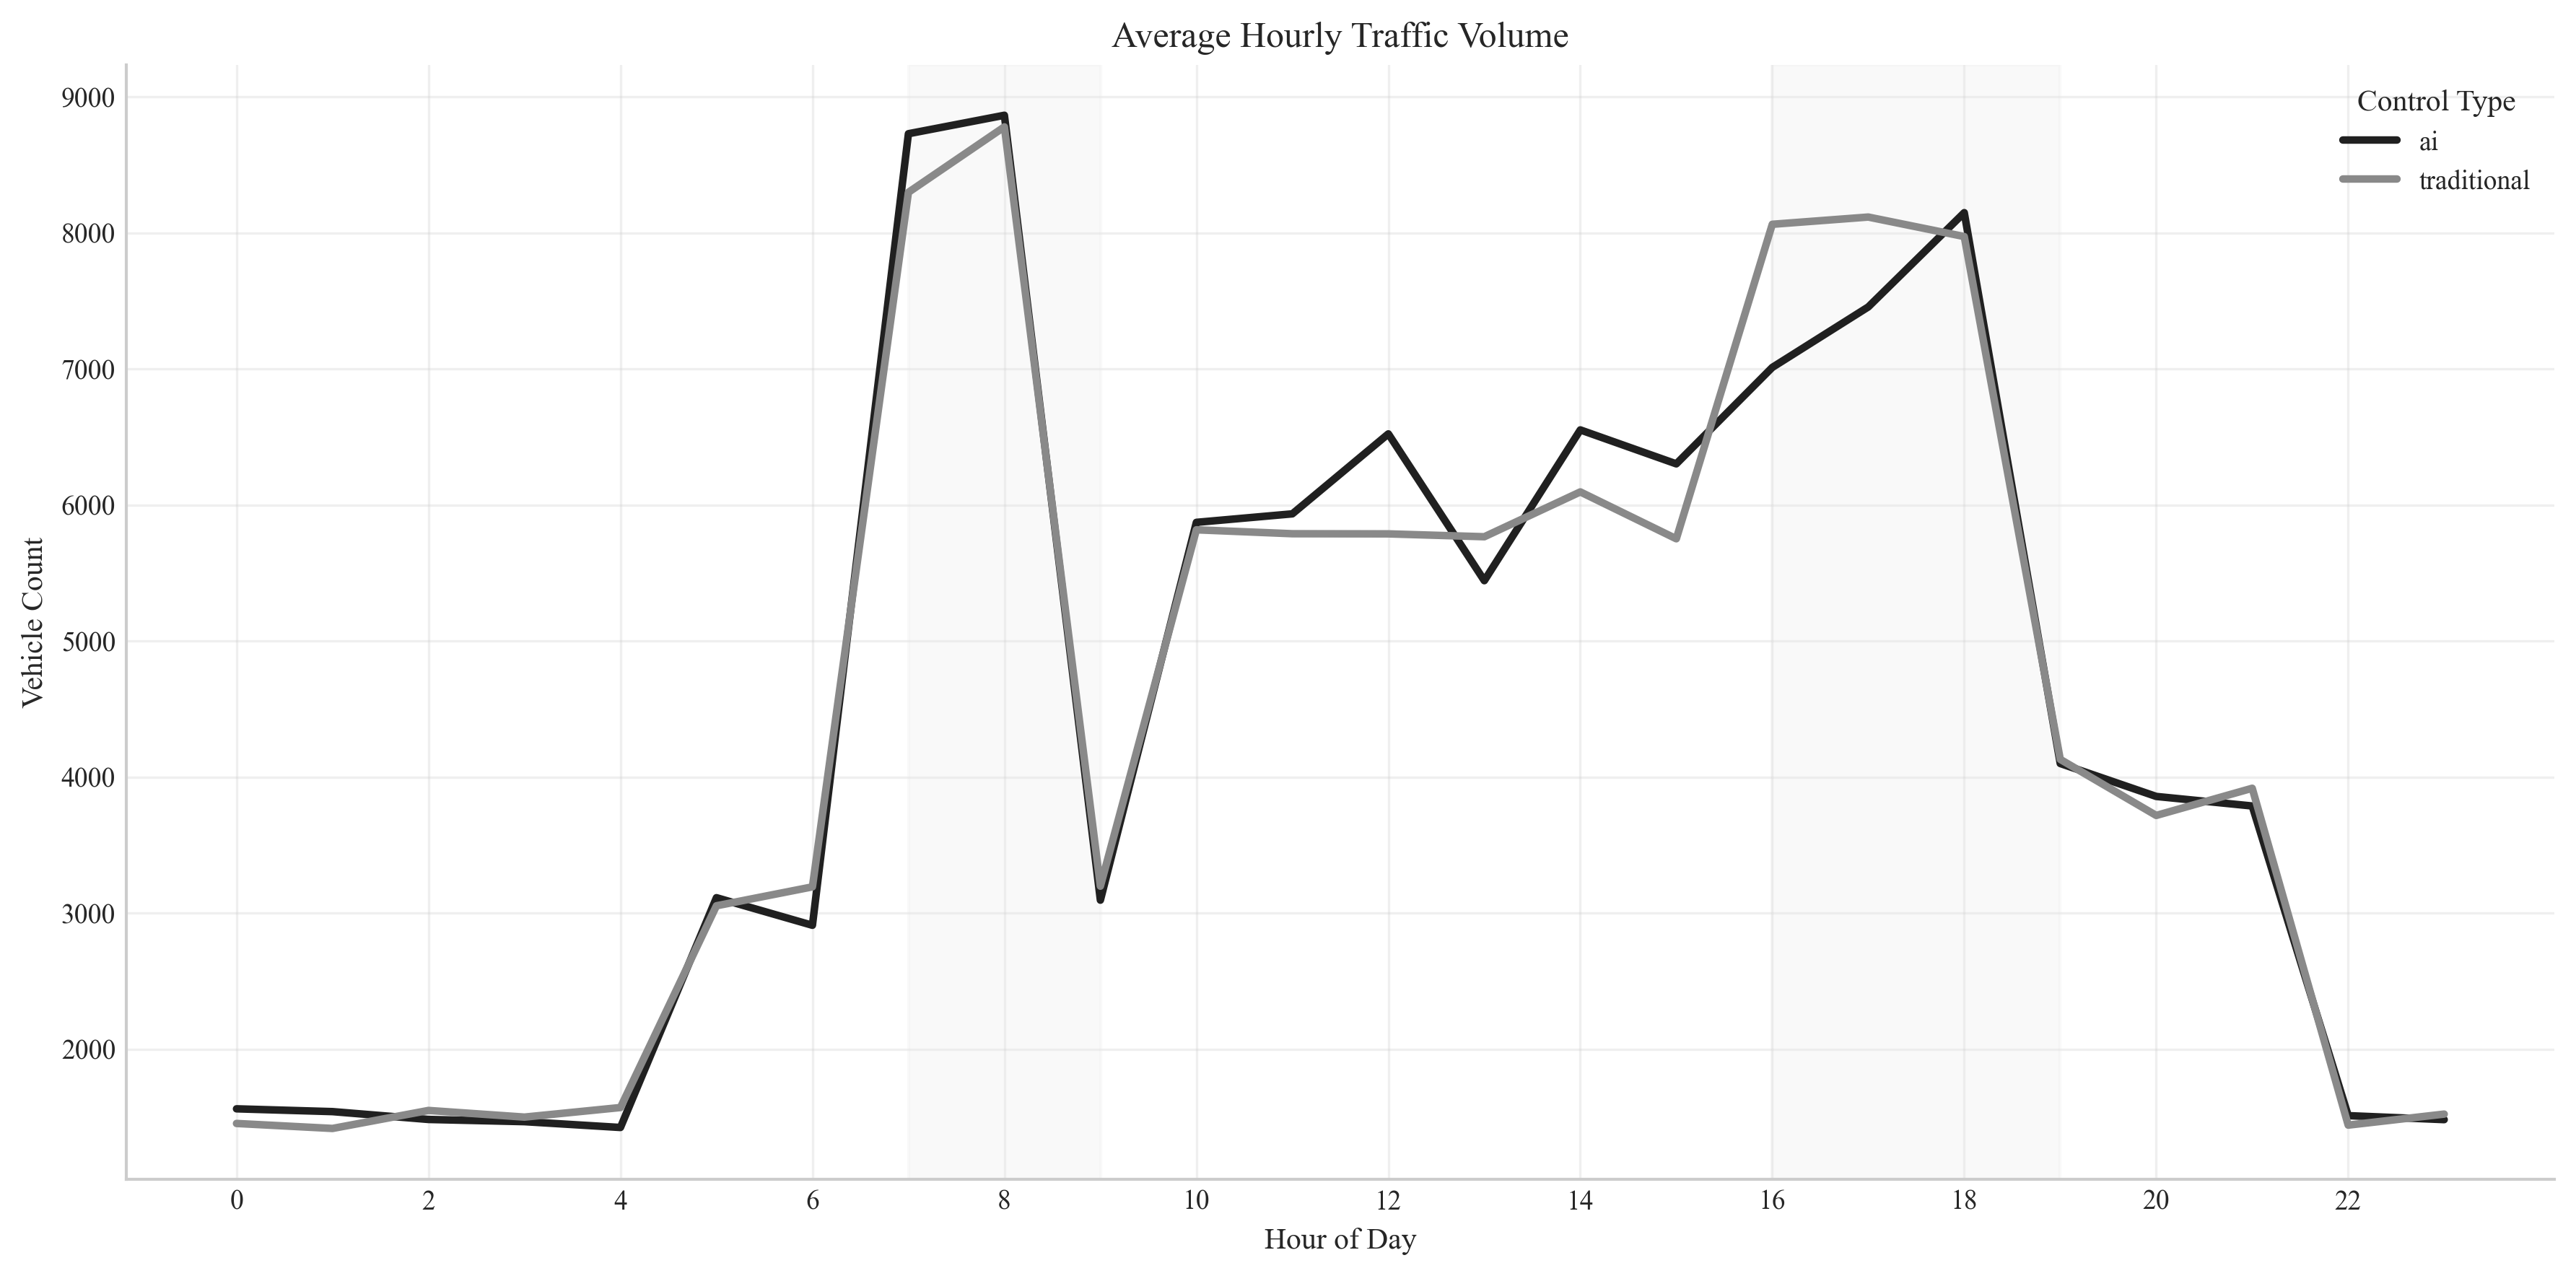 Average Hourly Traffic Volume
9000
8000
7000
6000
5000
4000
3000
2000
Vehicle Count
Control Type
ai
traditional
0 2 4 6 8 10 12 14 16 18 20 22
Hour of Day